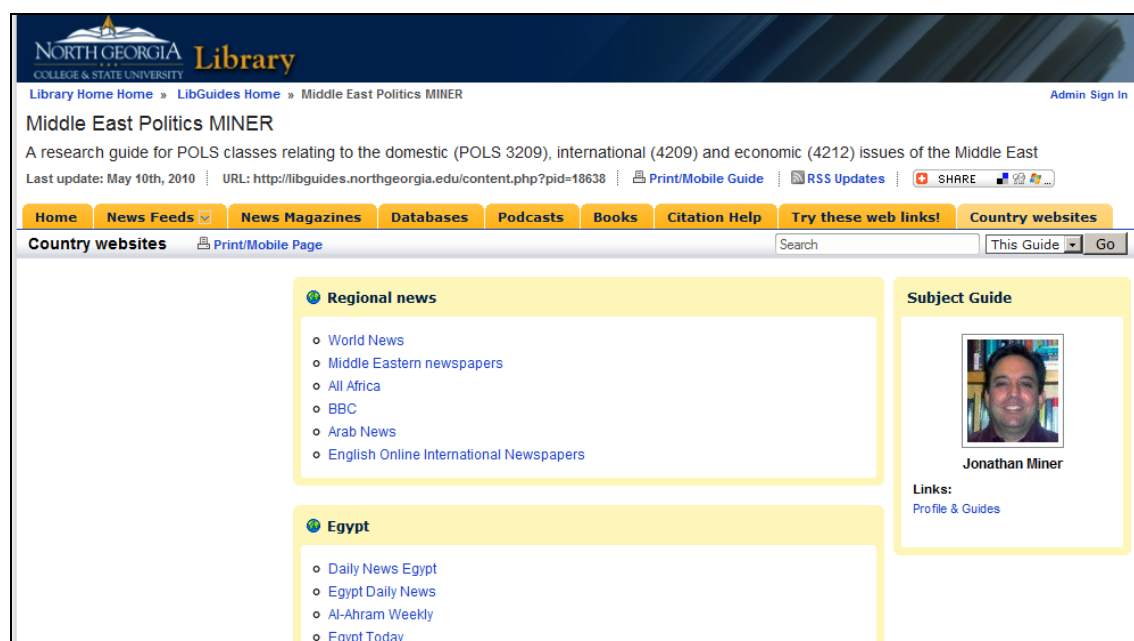 NORTH GEORGIA
COLLEGE & STATE UNIVERSITY
Library
Library Home Home » LibGuides Home » Middle East Politics MINER
Admin Sign In
Middle East Politics MINER
A research guide for POLS classes relating to the domestic (POLS 3209), international (4209) and economic (4212) issues of the Middle East
Last update: May 10th, 2010 URL: http://libguides.northgeorgia.edu/content.php?pid=18638 Print/Mobile Guide RSS Updates SHARE ...
Home News Feeds News Magazines Databases Podcasts Books Citation Help Try these web links! Country websites
Country websites Print/Mobile Page Search This Guide Go
Regional news
World News
Middle Eastern newspapers
All Africa
BBC
Arab News
English Online International Newspapers
Egypt
Daily News Egypt
Egypt Daily News
Al-Ahram Weekly
Egypt Today
Subject Guide
Jonathan Miner
Links:
Profile & Guides